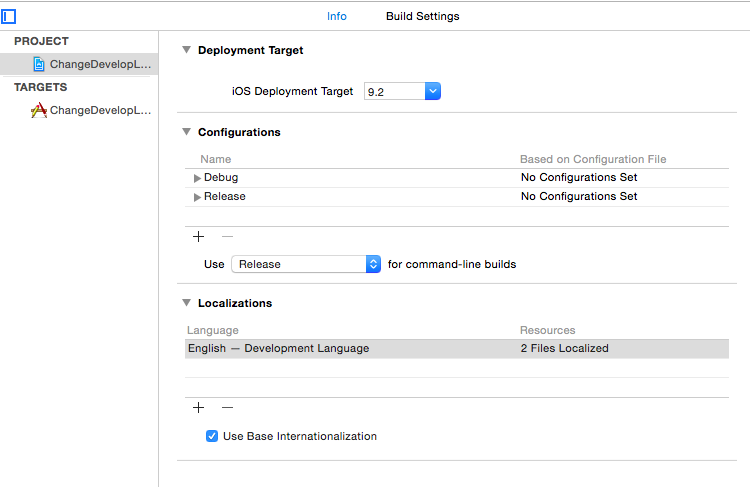 Info Build Settings
PROJECT
ChangeDevelopL...
TARGETS
ChangeDevelopL...
Deployment Target
iOS Deployment Target 9.2
Configurations
Name Based on Configuration File
Debug No Configurations Set
Release No Configurations Set
+ −
Use Release for command-line builds
Localizations
Language Resources
English — Development Language 2 Files Localized
+ −
Use Base Internationalization